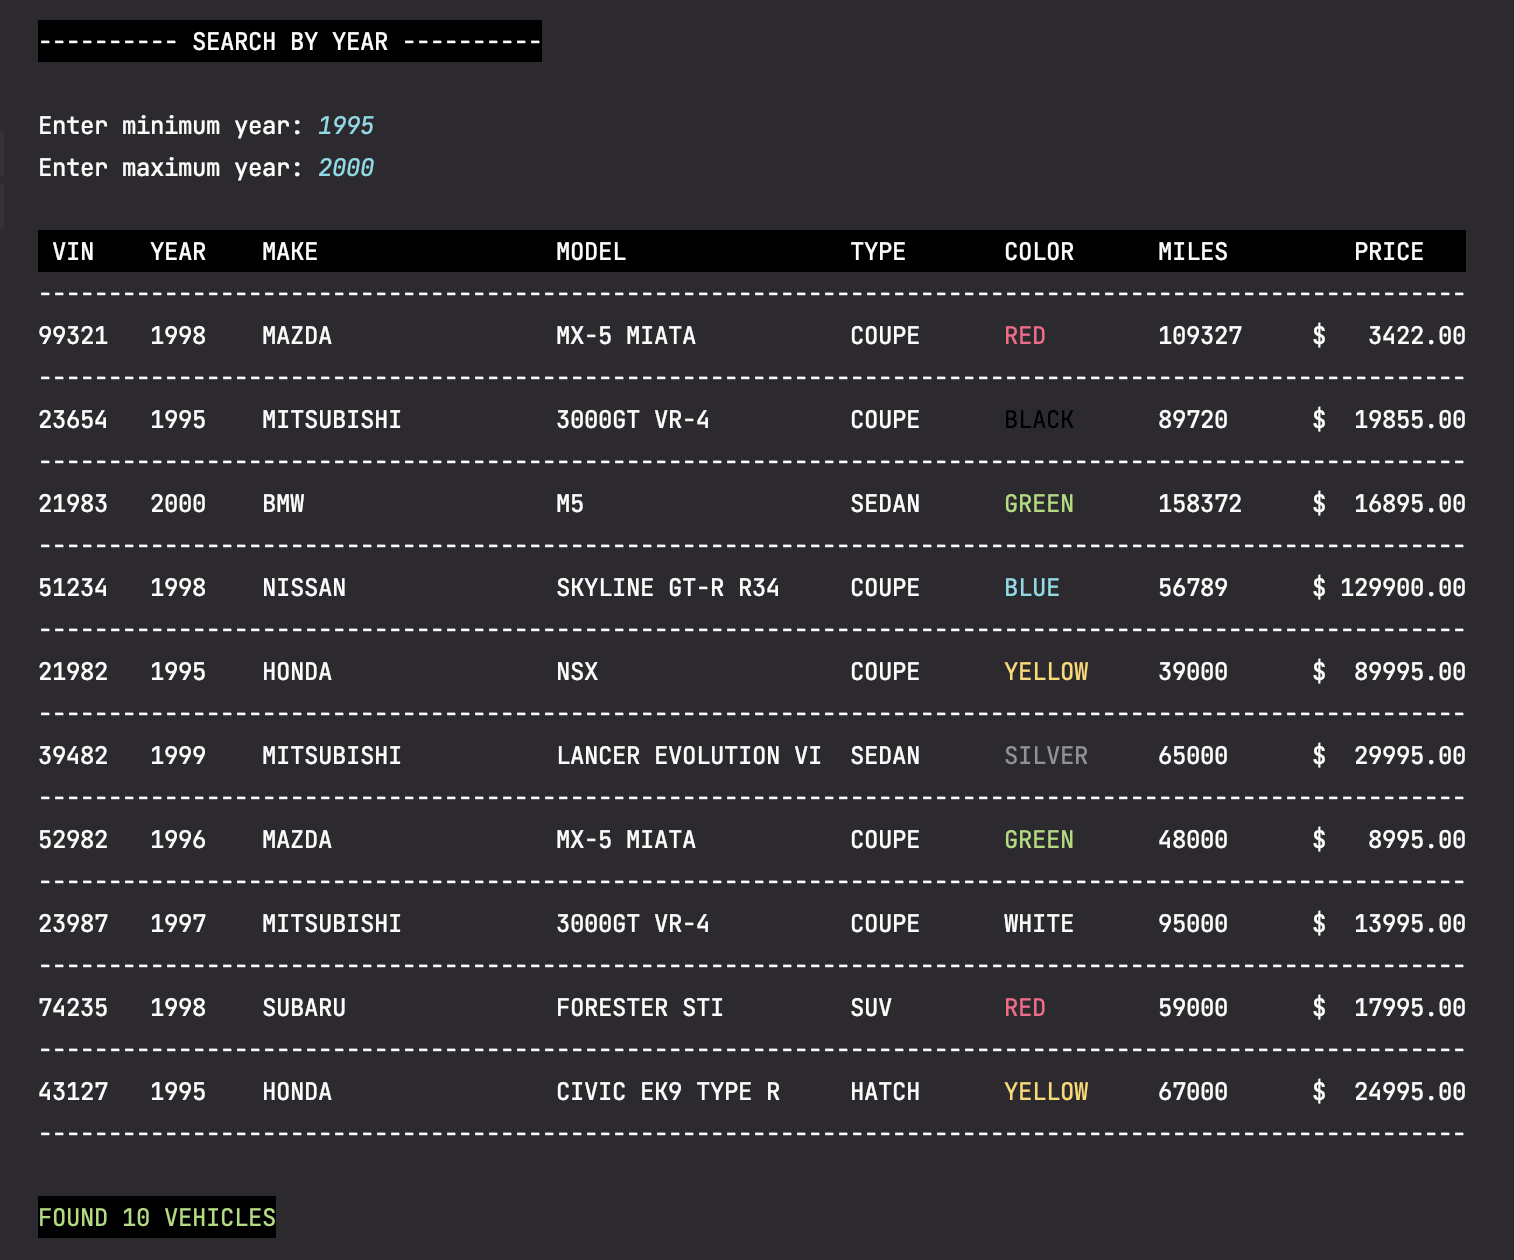 ---------- SEARCH BY YEAR ----------
Enter minimum year: 1995
Enter maximum year: 2000
VIN YEAR MAKE MODEL TYPE COLOR MILES PRICE
------------------------------------------------------------------------------------------------------
99321 1998 MAZDA MX-5 MIATA COUPE RED 109327 $ 3422.00
------------------------------------------------------------------------------------------------------
23654 1995 MITSUBISHI 3000GT VR-4 COUPE BLACK 89720 $ 19855.00
------------------------------------------------------------------------------------------------------
21983 2000 BMW M5 SEDAN GREEN 158372 $ 16895.00
------------------------------------------------------------------------------------------------------
51234 1998 NISSAN SKYLINE GT-R R34 COUPE BLUE 56789 $ 129900.00
------------------------------------------------------------------------------------------------------
21982 1995 HONDA NSX COUPE YELLOW 39000 $ 89995.00
------------------------------------------------------------------------------------------------------
39482 1999 MITSUBISHI LANCER EVOLUTION VI SEDAN SILVER 65000 $ 29995.00
------------------------------------------------------------------------------------------------------
52982 1996 MAZDA MX-5 MIATA COUPE GREEN 48000 $ 8995.00
------------------------------------------------------------------------------------------------------
23987 1997 MITSUBISHI 3000GT VR-4 COUPE WHITE 95000 $ 13995.00
------------------------------------------------------------------------------------------------------
74235 1998 SUBARU FORESTER STI SUV RED 59000 $ 17995.00
------------------------------------------------------------------------------------------------------
43127 1995 HONDA CIVIC EK9 TYPE R HATCH YELLOW 67000 $ 24995.00
------------------------------------------------------------------------------------------------------
FOUND 10 VEHICLES